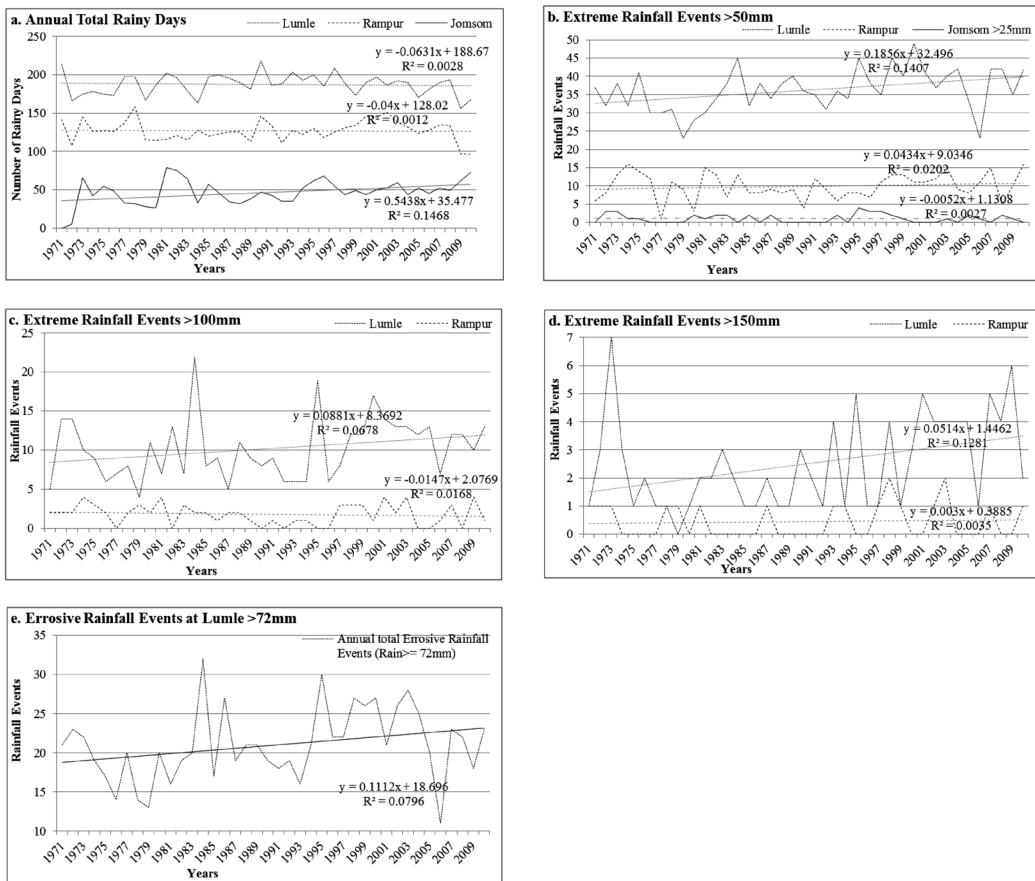 a. Annual Total Rainy Days
Lumle Rampur Jomsom
250
200
150
100
50
0
Number of Rainy Days
y = -0.0631x + 188.67
R² = 0.0028
y = -0.04x + 128.02
R² = 0.0012
y = 0.5438x + 35.477
R² = 0.1468
1971 1973 1975 1977 1979 1981 1983 1985 1987 1989 1991 1993 1995 1997 1999 2001 2003 2005 2007 2009
Years
b. Extreme Rainfall Events >50mm
Lumle Rampur Jomsom >25mm
50
45
40
35
30
25
20
15
10
5
0
Rainfall Events
y = 0.1856x + 32.496
R² = 0.1407
y = 0.0434x + 9.0346
R² = 0.0202
y = -0.0052x + 1.1308
R² = 0.0027
1971 1973 1975 1977 1979 1981 1983 1985 1987 1989 1991 1993 1995 1997 1999 2001 2003 2005 2007 2009
Years
c. Extreme Rainfall Events >100mm
Lumle Rampur
25
20
15
10
5
0
Rainfall Events
y = 0.0881x + 8.3692
R² = 0.0678
y = -0.0147x + 2.0769
R² = 0.0168
1971 1973 1975 1977 1979 1981 1983 1985 1987 1989 1991 1993 1995 1997 1999 2001 2003 2005 2007 2009
Years
d. Extreme Rainfall Events >150mm
Lumle Rampur
7
6
5
4
3
2
1
0
Rainfall Events
y = 0.0514x + 1.4462
R² = 0.1281
y = 0.003x + 0.3885
R² = 0.0035
1971 1973 1975 1977 1979 1981 1983 1985 1987 1989 1991 1993 1995 1997 1999 2001 2003 2005 2007 2009
Years
e. Errosive Rainfall Events at Lumle >72mm
Annual total Errosive Rainfall
Events (Rain>= 72mm)
35
30
25
20
15
10
Rainfall Events
y = 0.1112x + 18.696
R² = 0.0796
1971 1973 1975 1977 1979 1981 1983 1985 1987 1989 1991 1993 1995 1997 1999 2001 2003 2005 2007 2009
Years